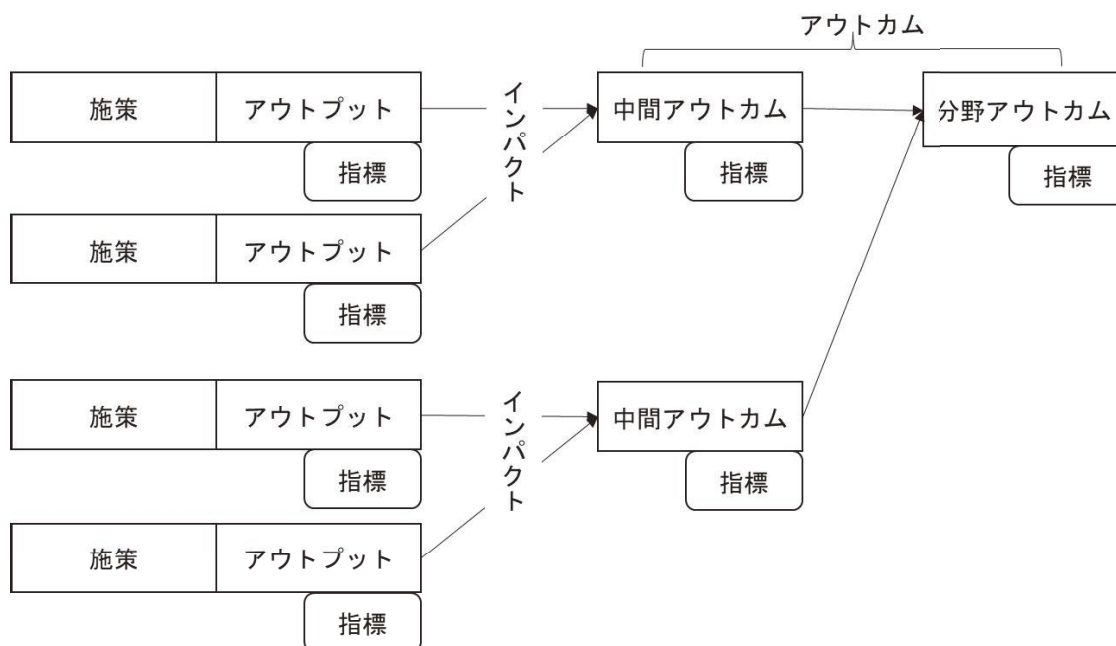 アウトカム
施策 アウトプット
インパクト
中間アウトカム
分野アウトカム
指標
指標
指標
施策 アウトプット
指標
施策 アウトプット
インパクト
中間アウトカム
指標
指標
施策 アウトプット
指標